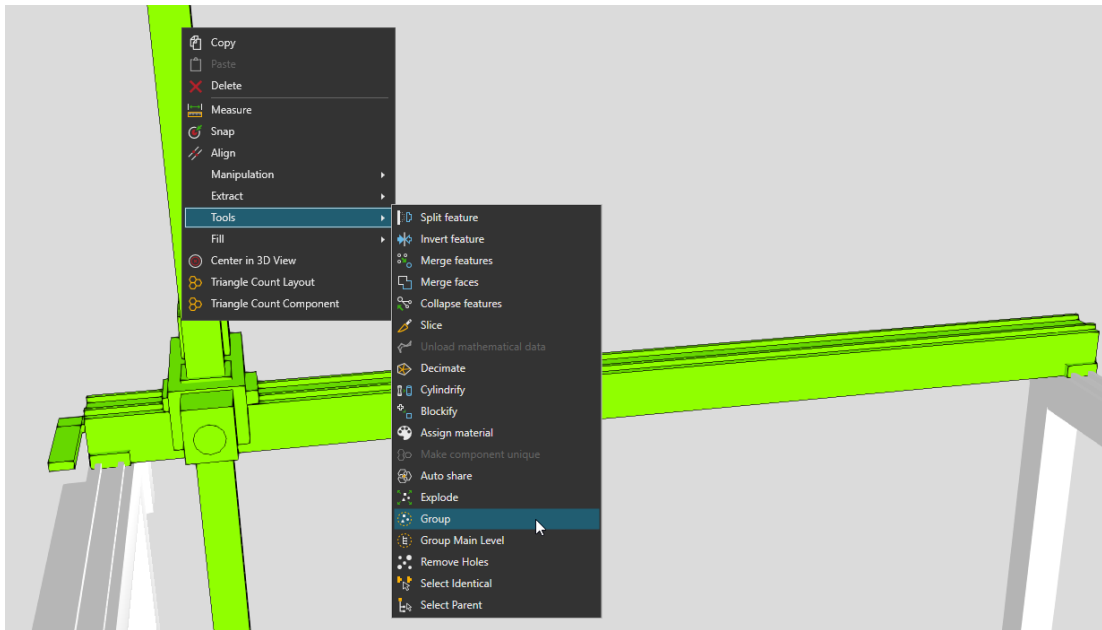 Copy
Paste
Delete
Measure
Snap
Align
Manipulation
Extract
Tools
Fill
Center in 3D View
Triangle Count Layout
Triangle Count Component
Split feature
Invert feature
Merge features
Merge faces
Collapse features
Slice
Unload mathematical data
Decimate
Cylindrify
Blockify
Assign material
Make component unique
Auto share
Explode
Group
Group Main Level
Remove Holes
Select Identical
Select Parent